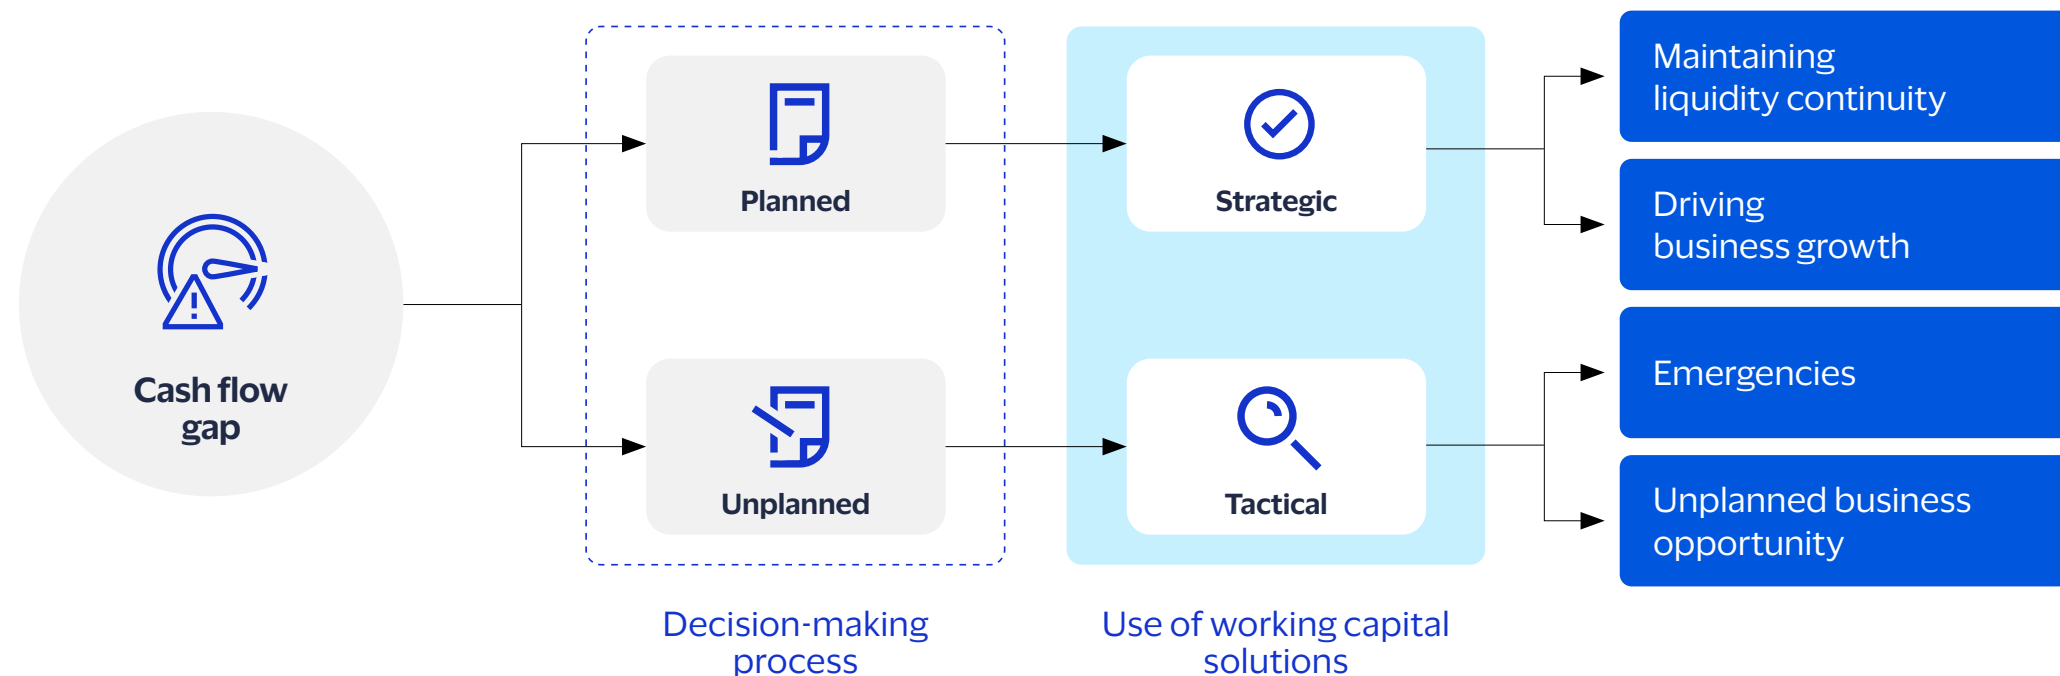 Cash flow
gap
Planned
Unplanned
Decision-making
process
Strategic
Tactical
Use of working capital
solutions
Maintaining
liquidity continuity
Driving
business growth
Emergencies
Unplanned business
opportunity